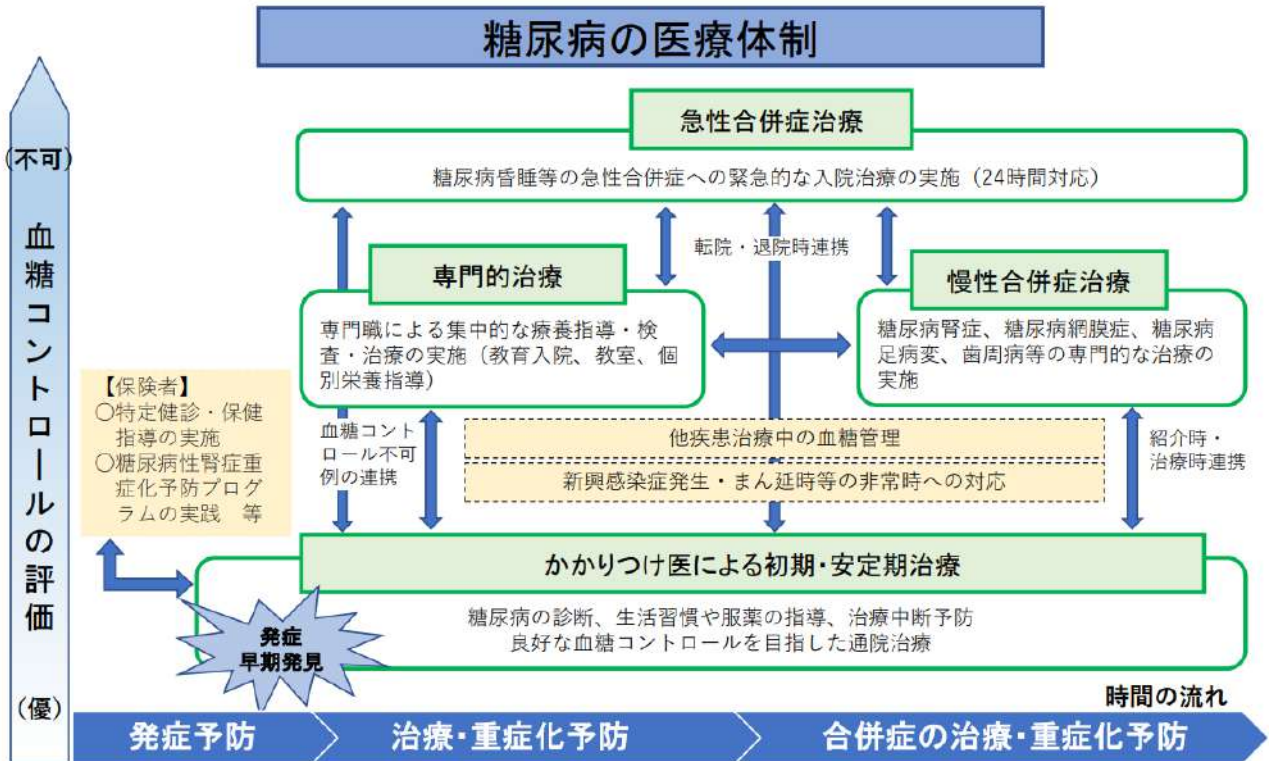 糖尿病の医療体制
(不可)
血糖コントロールの評価
(優)
急性合併症治療
糖尿病昏睡等の急性合併症への緊急的な入院治療の実施（24時間対応）
転院・退院時連携
専門的治療
専門職による集中的な療養指導・検
査・治療の実施（教育入院、教室、個
別栄養指導）
慢性合併症治療
糖尿病腎症、糖尿病網膜症、糖尿病
足病変、歯周病等の専門的な治療の
実施
【保険者】
○特定健診・保健
指導の実施
○糖尿病性腎症重
症化予防プログ
ラムの実践　等
血糖コント
ロール不可
例の連携
他疾患治療中の血糖管理
新興感染症発生・まん延時等の非常時への対応
紹介時・
治療時連携
かかりつけ医による初期・安定期治療
糖尿病の診断、生活習慣や服薬の指導、治療中断予防
良好な血糖コントロールを目指した通院治療
発症
早期発見
時間の流れ
発症予防
治療・重症化予防
合併症の治療・重症化予防